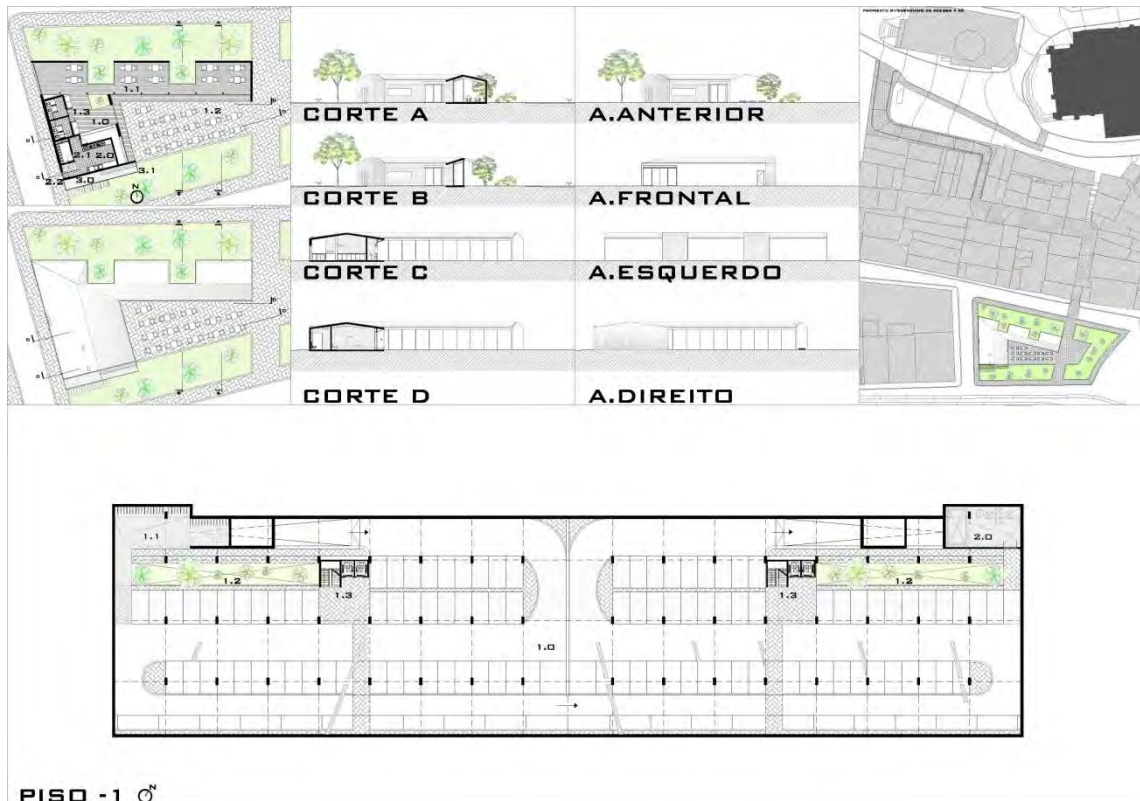 1.1
1.2
1.3
1.0
2.1 2.0
3.1
2.2 3.0
N
CORTE A
A.ANTERIOR
CORTE B
A.FRONTAL
CORTE C
A.ESQUERDO
CORTE D
A.DIREITO
1.1
2.0
1.2
1.2
1.3
1.3
1.0
PISO -1 N